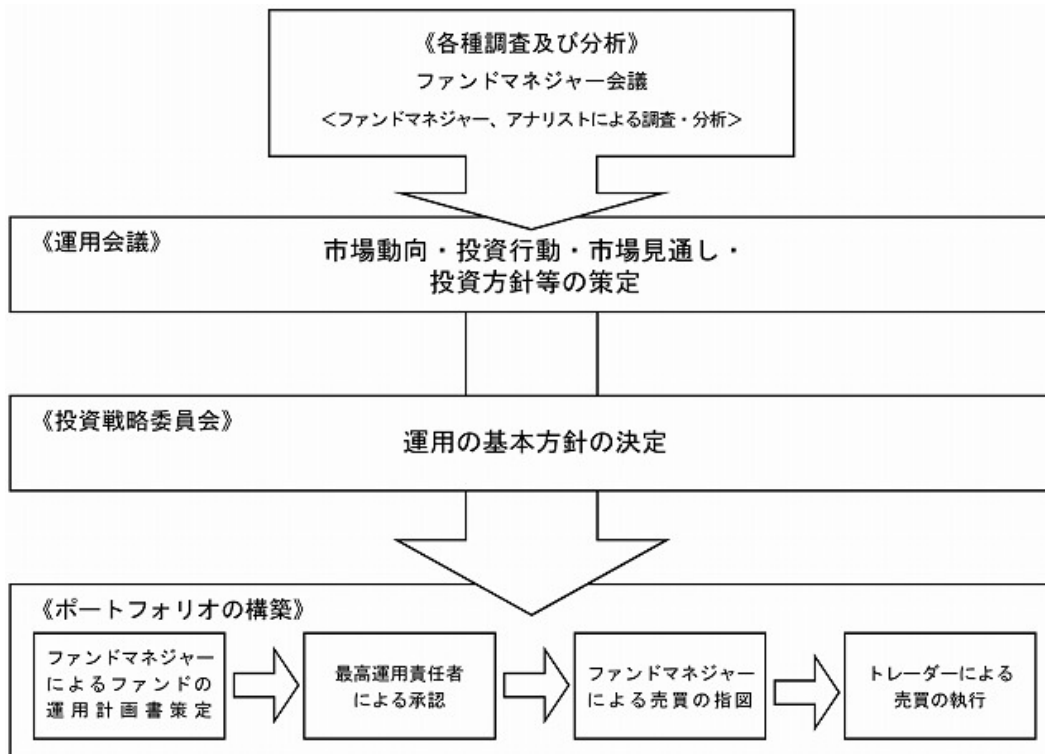 《各種調査及び分析》
ファンドマネジャー会議
＜ファンドマネジャー、アナリストによる調査・分析＞
《運用会議》
市場動向・投資行動・市場見通し・
投資方針等の策定
《投資戦略委員会》
運用の基本方針の決定
《ポートフォリオの構築》
ファンドマネジャー
によるファンドの
運用計画書策定
最高運用責任者
による承認
ファンドマネジャー
による売買の指図
トレーダーによる
売買の執行